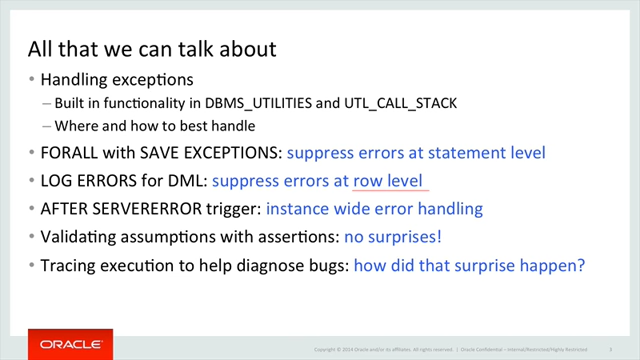 All that we can talk about
• Handling exceptions
– Built in functionality in DBMS_UTILITIES and UTL_CALL_STACK
– Where and how to best handle
• FORALL with SAVE EXCEPTIONS: suppress errors at statement level
• LOG ERRORS for DML: suppress errors at row level
• AFTER SERVERERROR trigger: instance wide error handling
• Validating assumptions with assertions: no surprises!
• Tracing execution to help diagnose bugs: how did that surprise happen?
ORACLE
Copyright © 2014 Oracle and/or its affiliates. All rights reserved. | Oracle Confidential – Internal/Restricted/Highly Restricted